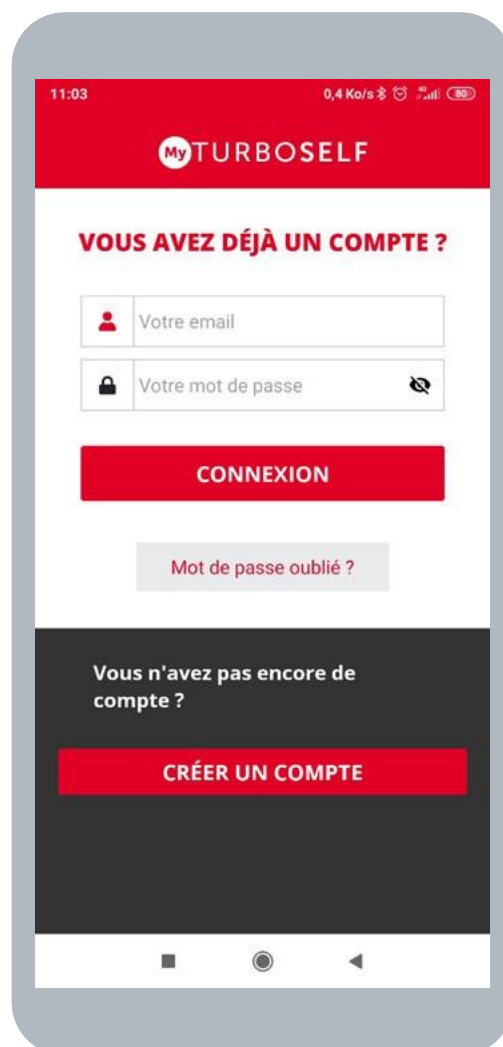 11:03 0,4 Ko/s 4G 80
MyTURBOSELF
VOUS AVEZ DÉJÀ UN COMPTE ?
Votre email
Votre mot de passe
CONNEXION
Mot de passe oublié ?
Vous n'avez pas encore de
compte ?
CRÉER UN COMPTE